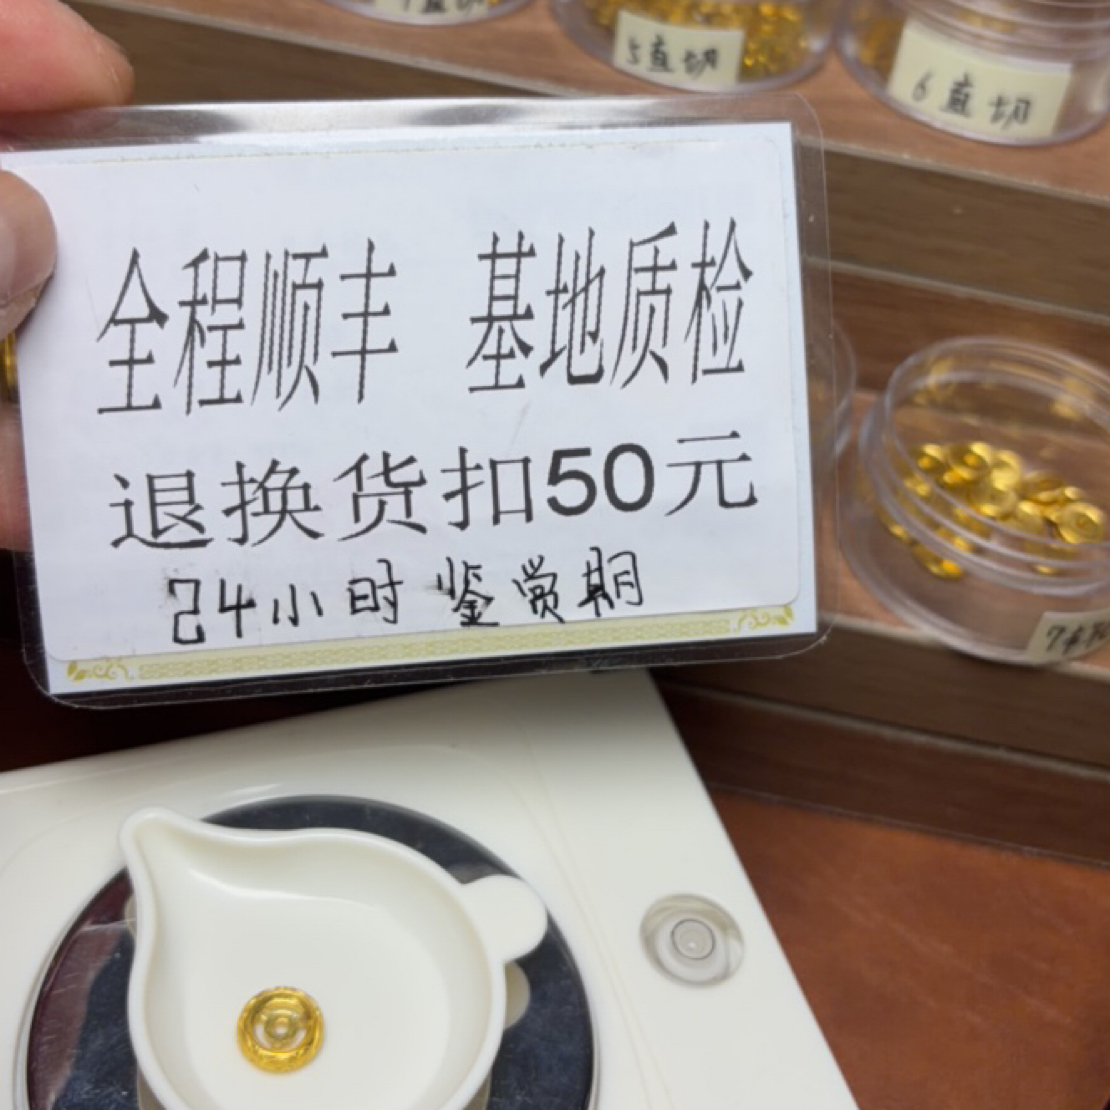 5直切
6直切
全程顺丰 基地质检
退换货扣50元
24小时鉴赏期